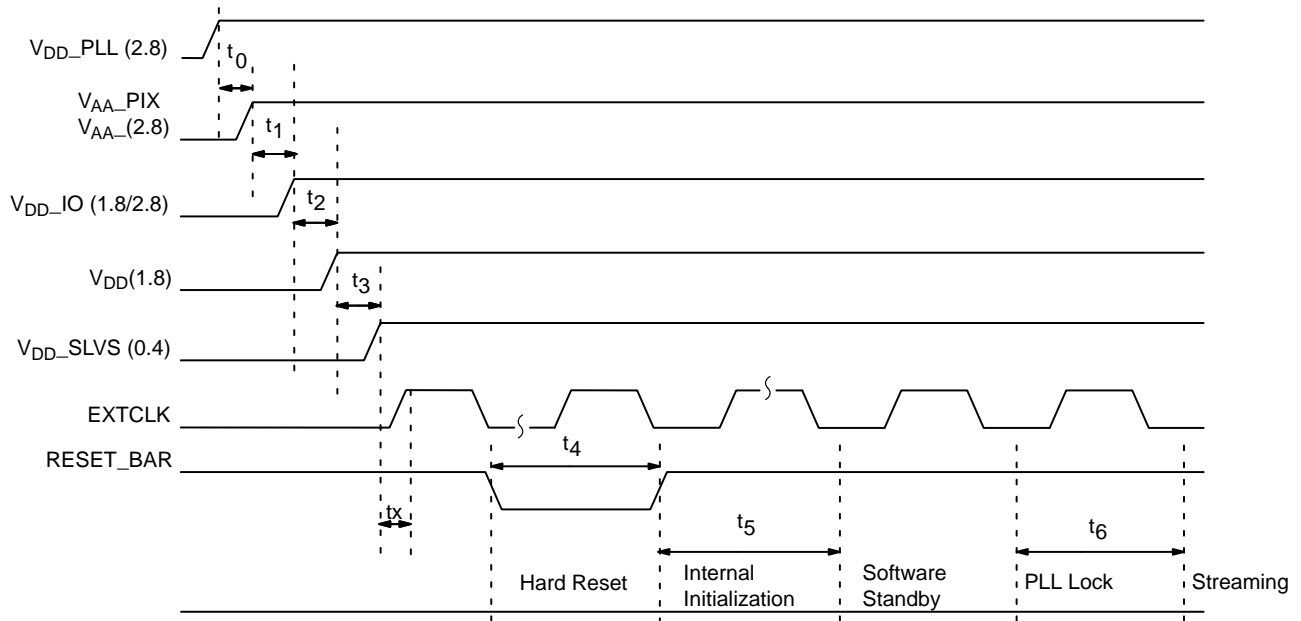 V_DD_PLL (2.8)
t_0
V_AA_PIX
V_AA_(2.8)
t_1
V_DD_IO (1.8/2.8)
t_2
V_DD(1.8)
t_3
V_DD_SLVS (0.4)
EXTCLK
RESET_BAR
t_4
tx
t_5
t_6
Hard Reset
Internal
Initialization
Software
Standby
PLL Lock
Streaming